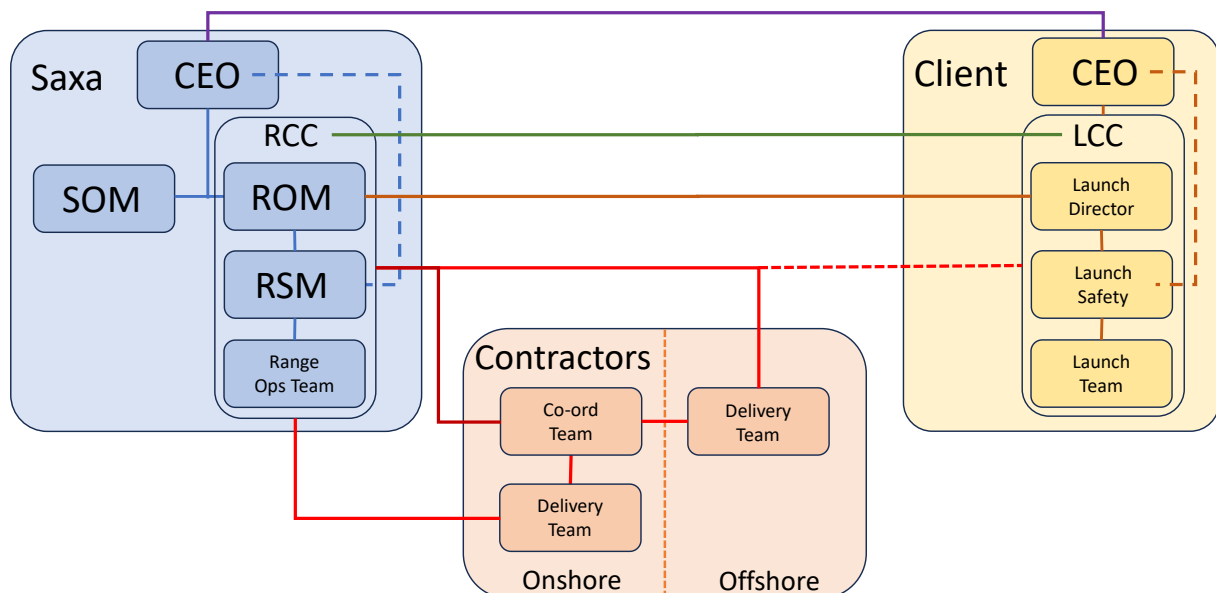 Saxa
CEO
RCC
SOM
ROM
RSM
Range
Ops Team
Client
CEO
LCC
Launch
Director
Launch
Safety
Launch
Team
Contractors
Co-ord
Team
Delivery
Team
Delivery
Team
Onshore
Offshore